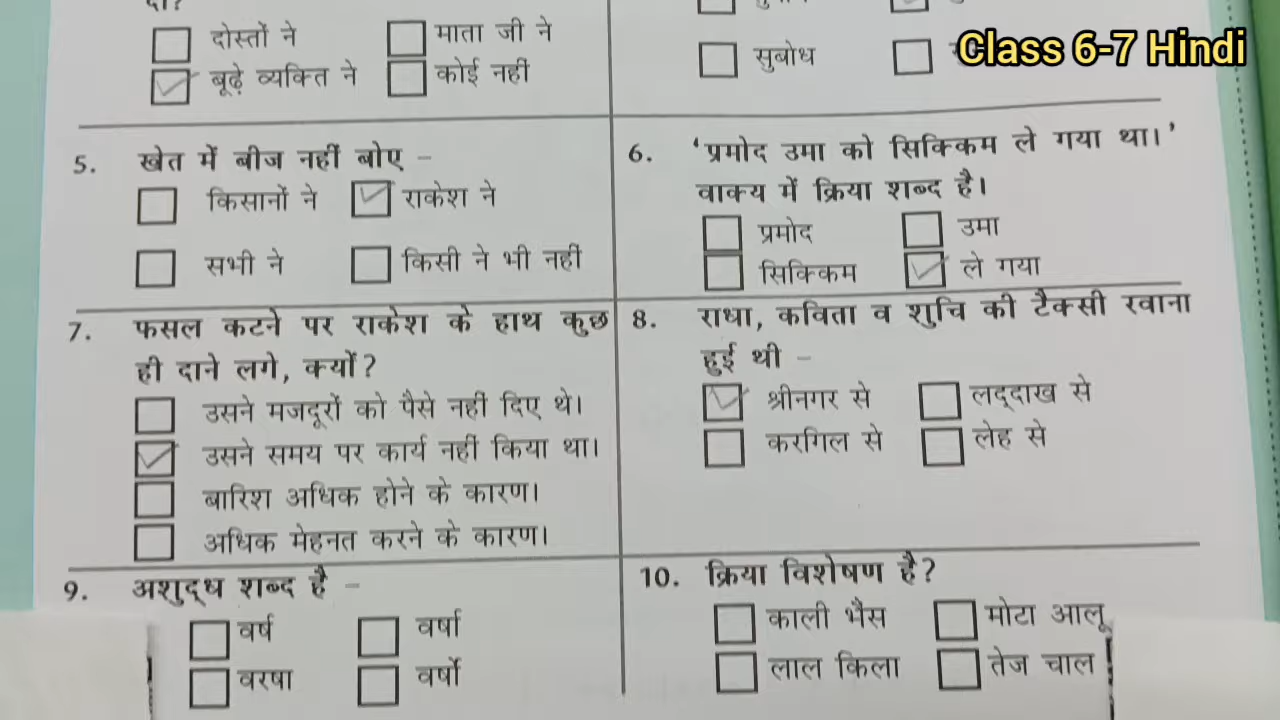 दोस्तों ने
माता जी ने
बूढ़े व्यक्ति ने
कोई नहीं
सुबोध
Class 6-7 Hindi
5. खेत में बीज नहीं बोए –
किसानों ने
राकेश ने
सभी ने
किसी ने भी नहीं
6. ‘प्रमोद उमा को सिक्किम ले गया था।’
वाक्य में क्रिया शब्द है।
प्रमोद
उमा
सिक्किम
ले गया
7. फसल कटने पर राकेश के हाथ कुछ
ही दाने लगे, क्यों?
उसने मजदूरों को पैसे नहीं दिए थे।
उसने समय पर कार्य नहीं किया था।
बारिश अधिक होने के कारण।
अधिक मेहनत करने के कारण।
8. राधा, कविता व शुचि की टैक्सी रवाना
हुई थी –
श्रीनगर से
लद्दाख से
करगिल से
लेह से
9. अशुद्ध शब्द है –
वर्ष
वर्षा
वरषा
वर्षो
10. क्रिया विशेषण है?
काली भैस
मोटा आलू
लाल किला
तेज चाल